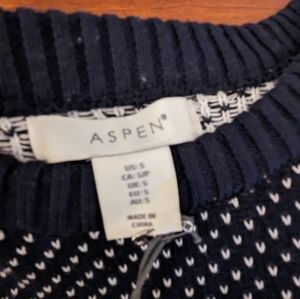 ASPEN®
US: S
CA: S/P
UK: S
EU: S
AU: S
MADE IN
CHINA